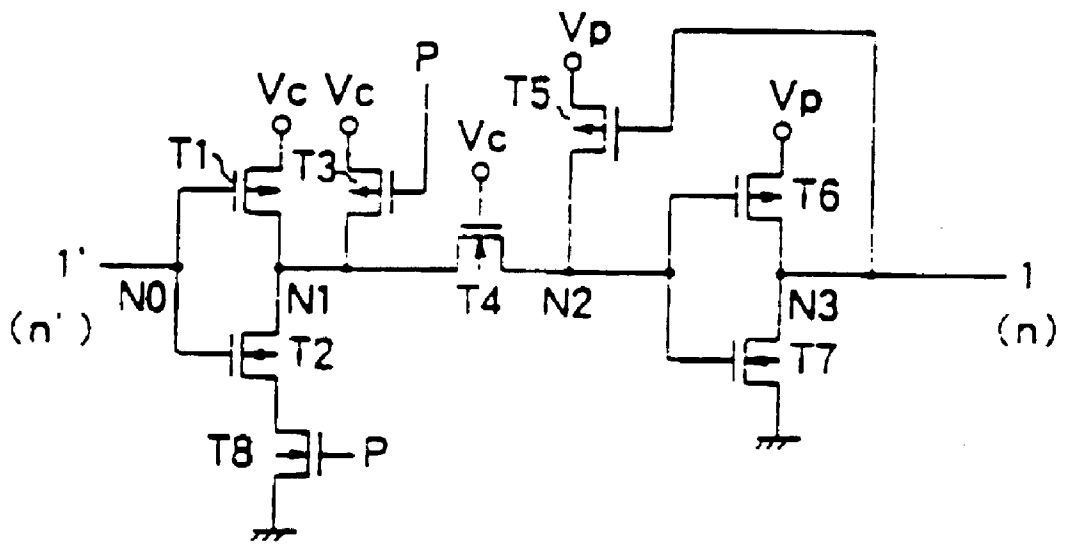 Vp
P
Vc Vc
T5
Vp
T1
T3
Vc
T6
1'
N0
N1
T4
N2
N3
1
(n')
(n)
T2
T7
T8
P